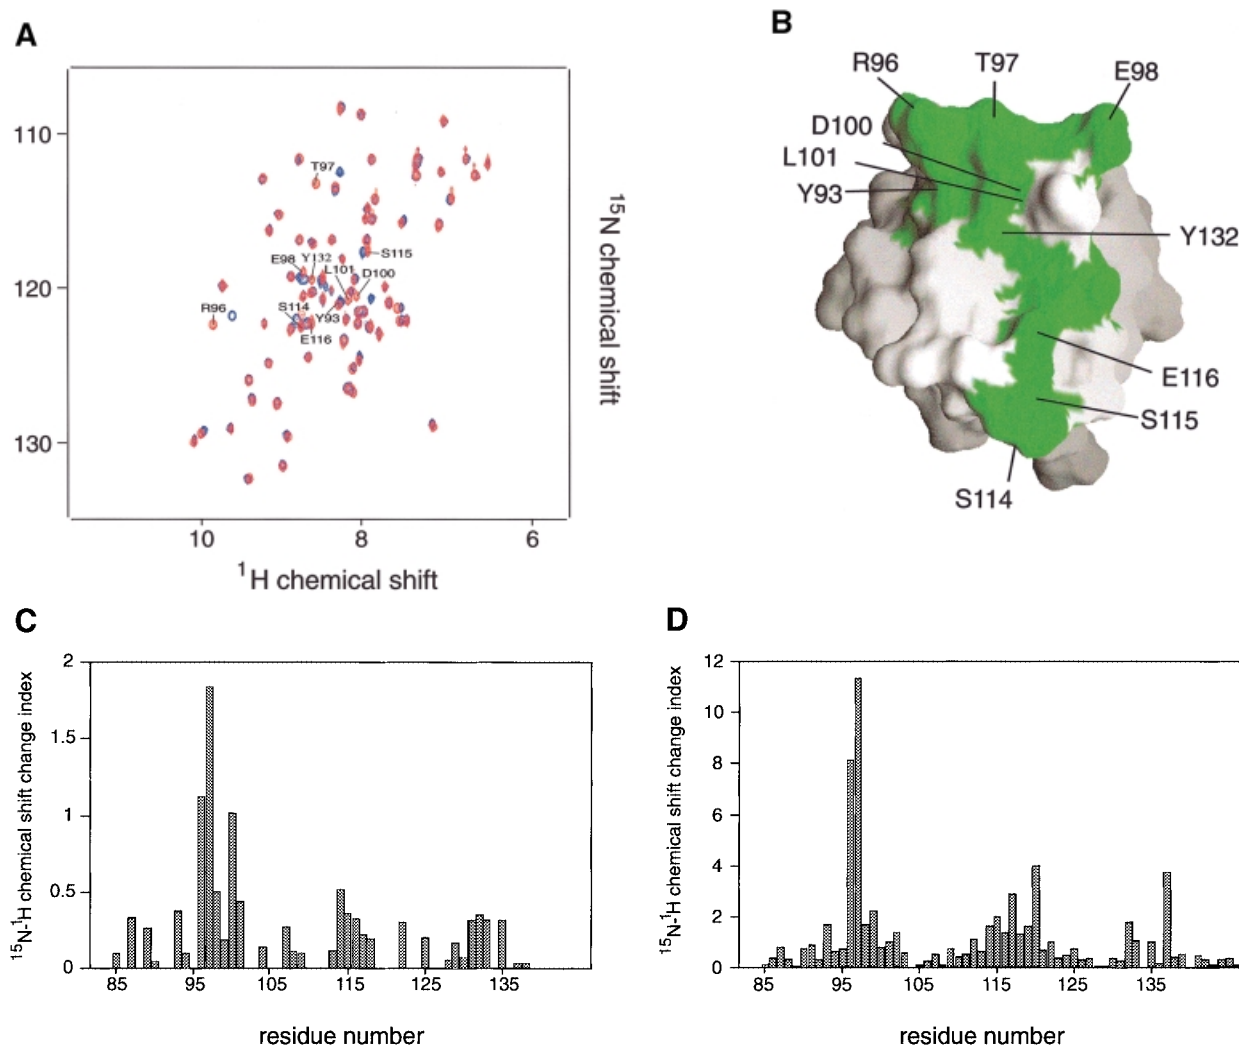 A
110
120
130
10
8
6
T97
E98
Y132
L101
D100
S115
R96
S114
Y93
E116
1H chemical shift
15N chemical shift
B
R96
T97
E98
D100
L101
Y93
Y132
E116
S115
S114
C
2
1.5
1
0.5
0
85
95
105
115
125
135
15N-1H chemical shift change index
residue number
D
12
10
8
6
4
2
0
85
95
105
115
125
135
15N-1H chemical shift change index
residue number